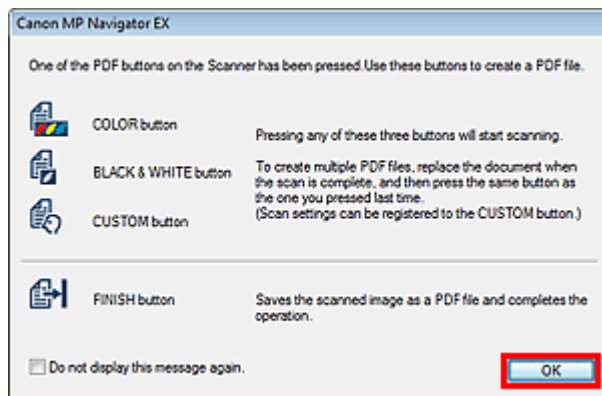 Canon MP Navigator EX
One of the PDF buttons on the Scanner has been pressed.Use these buttons to create a PDF file.
COLOR button
Pressing any of these three buttons will start scanning.
BLACK & WHITE button
To create multiple PDF files, replace the document when
the scan is complete, and then press the same button as
the one you pressed last time.
(Scan settings can be registered to the CUSTOM button.)
CUSTOM button
FINISH button
Saves the scanned image as a PDF file and completes the
operation.
Do not display this message again.
OK